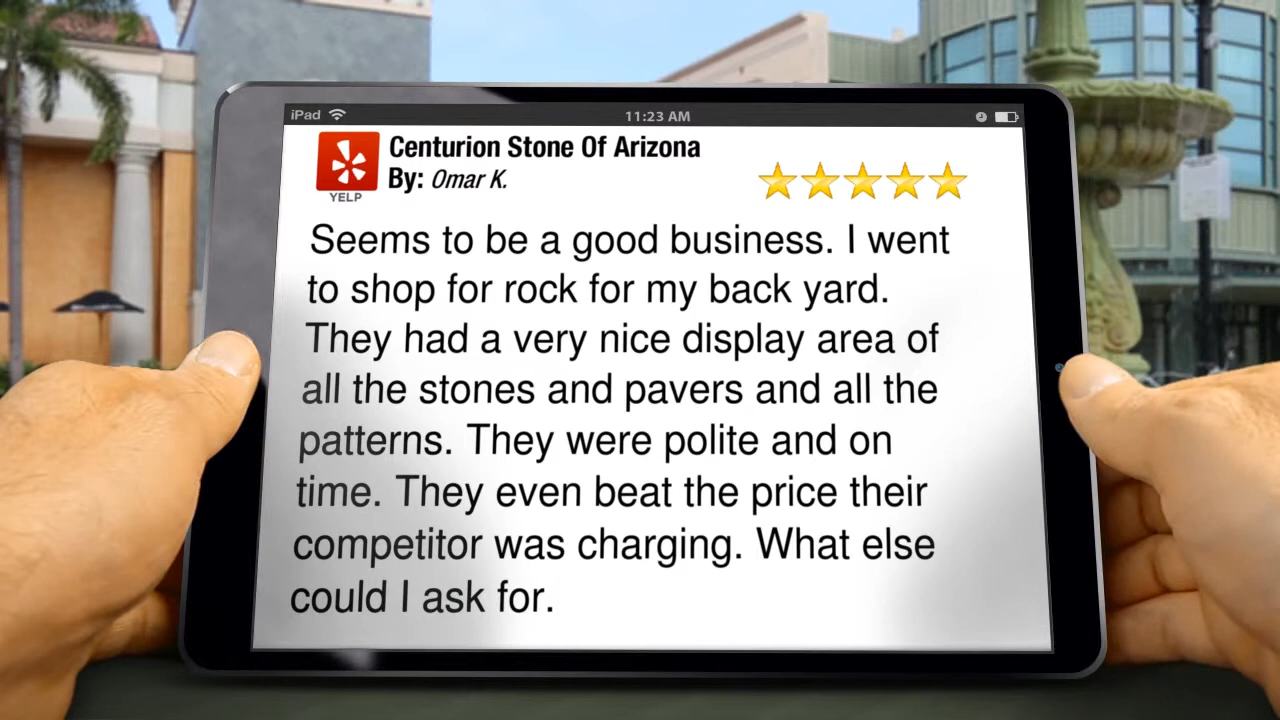 iPad 11:23 AM
Centurion Stone Of Arizona
By: Omar K.
YELP
Seems to be a good business. I went
to shop for rock for my back yard.
They had a very nice display area of
all the stones and pavers and all the
patterns. They were polite and on
time. They even beat the price their
competitor was charging. What else
could I ask for.